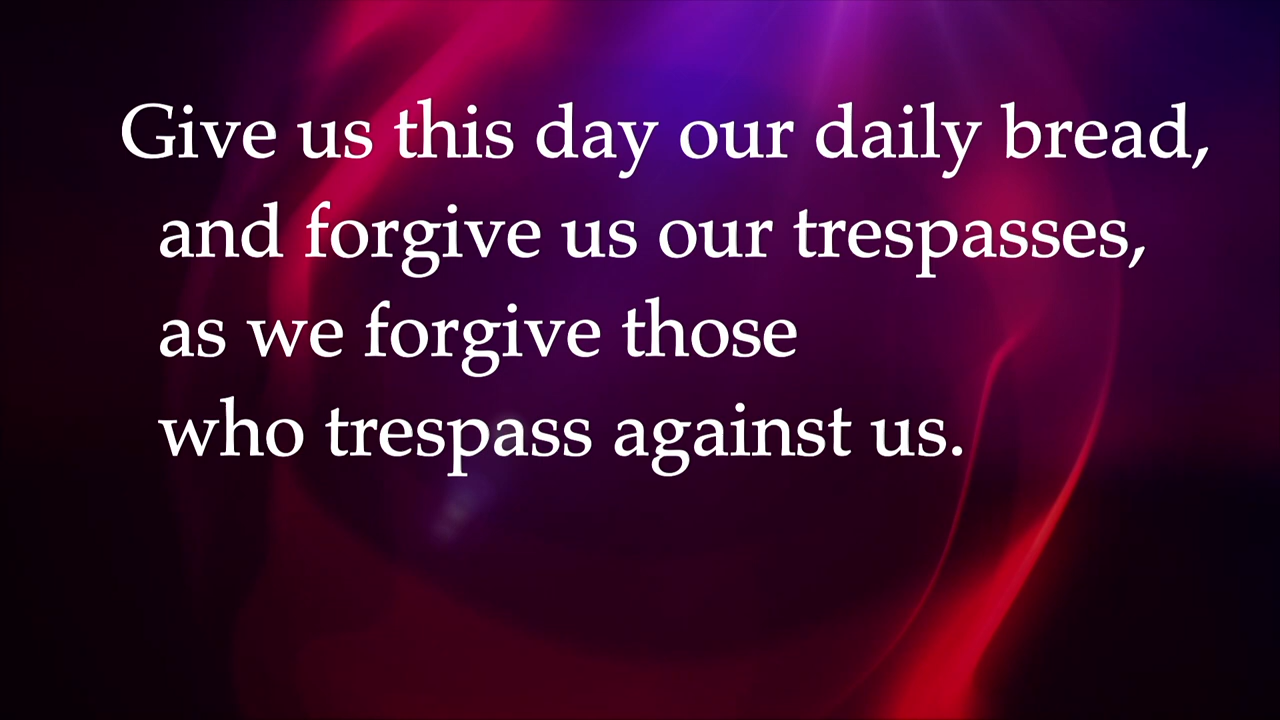 Give us this day our daily bread,
and forgive us our trespasses,
as we forgive those
who trespass against us.